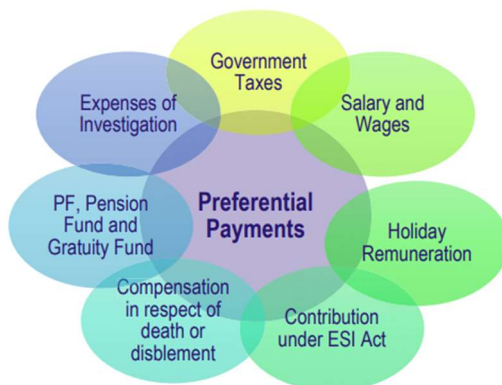 Government
Taxes
Salary and
Wages
Holiday
Remuneration
Contribution
under ESI Act
Compensation
in respect of
death or
disblement
PF, Pension
Fund and
Gratuity Fund
Expenses of
Investigation
Preferential
Payments